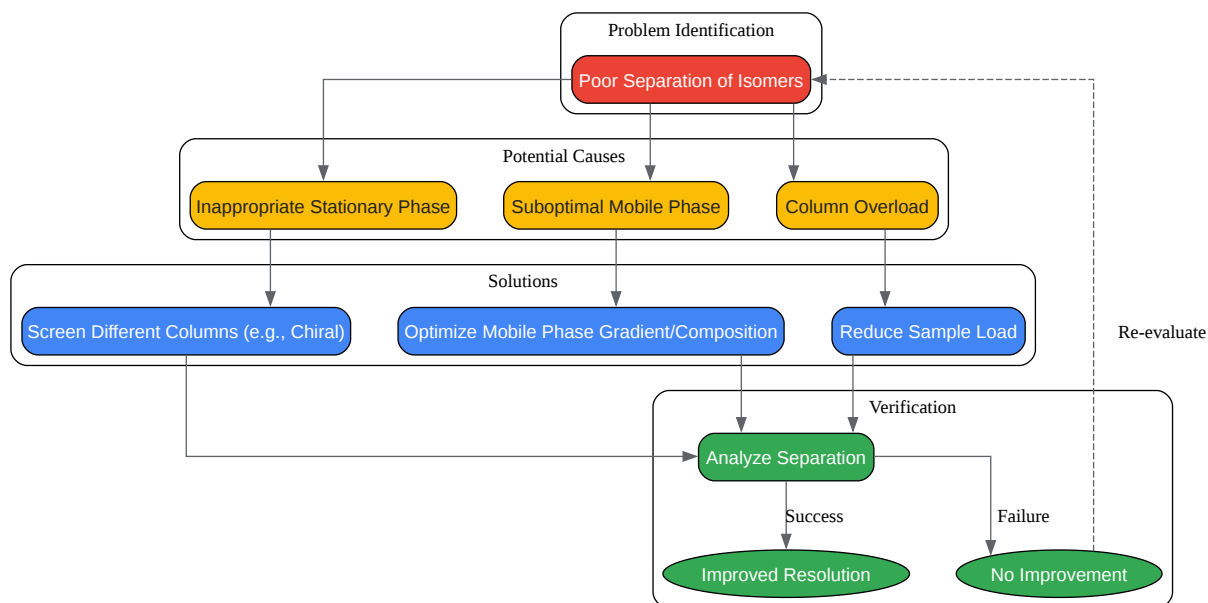 Problem Identification
Poor Separation of Isomers
Potential Causes
Inappropriate Stationary Phase
Suboptimal Mobile Phase
Column Overload
Solutions
Screen Different Columns (e.g., Chiral)
Optimize Mobile Phase Gradient/Composition
Reduce Sample Load
Re-evaluate
Verification
Analyze Separation
Success
Failure
Improved Resolution
No Improvement